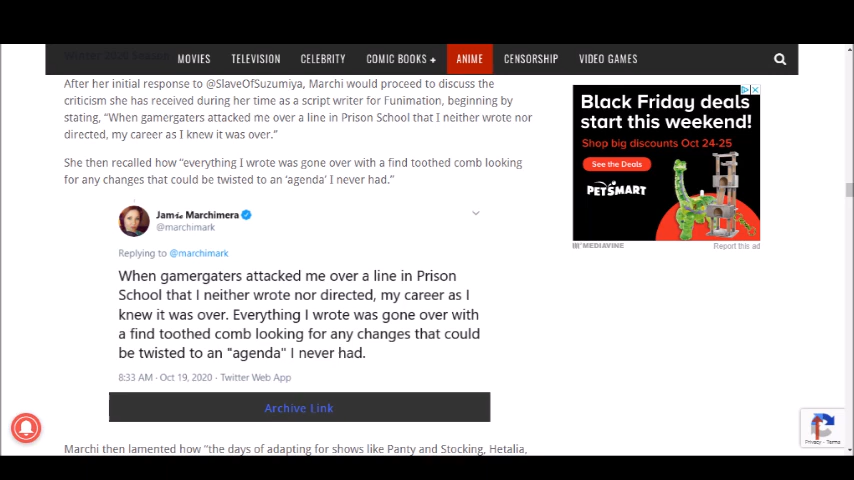 MOVIES TELEVISION CELEBRITY COMIC BOOKS + ANIME CENSORSHIP VIDEO GAMES
After her initial response to @SlaveOfSuzumiya, Marchi would proceed to discuss the
criticism she has received during her time as a script writer for Funimation, beginning by
stating, “When gamergaters attacked me over a line in Prison School that I neither wrote nor
directed, my career as I knew it was over.”
She then recalled how “everything I wrote was gone over with a find toothed comb looking
for any changes that could be twisted to an ‘agenda’ I never had.”
Jamie Marchimera
@marchimark
Replying to @marchimark
When gamergaters attacked me over a line in Prison
School that I neither wrote nor directed, my career as I
knew it was over. Everything I wrote was gone over with
a find toothed comb looking for any changes that could
be twisted to an "agenda" I never had.
8:33 AM · Oct 19, 2020 · Twitter Web App
Archive Link
Marchi then lamented how “the days of adapting for shows like Panty and Stocking, Hetalia,
Black Friday deals
start this weekend!
Shop big discounts Oct 24-25
See the Deals
PETSMART
MEDIAVINE
Report this ad
Privacy - Terms